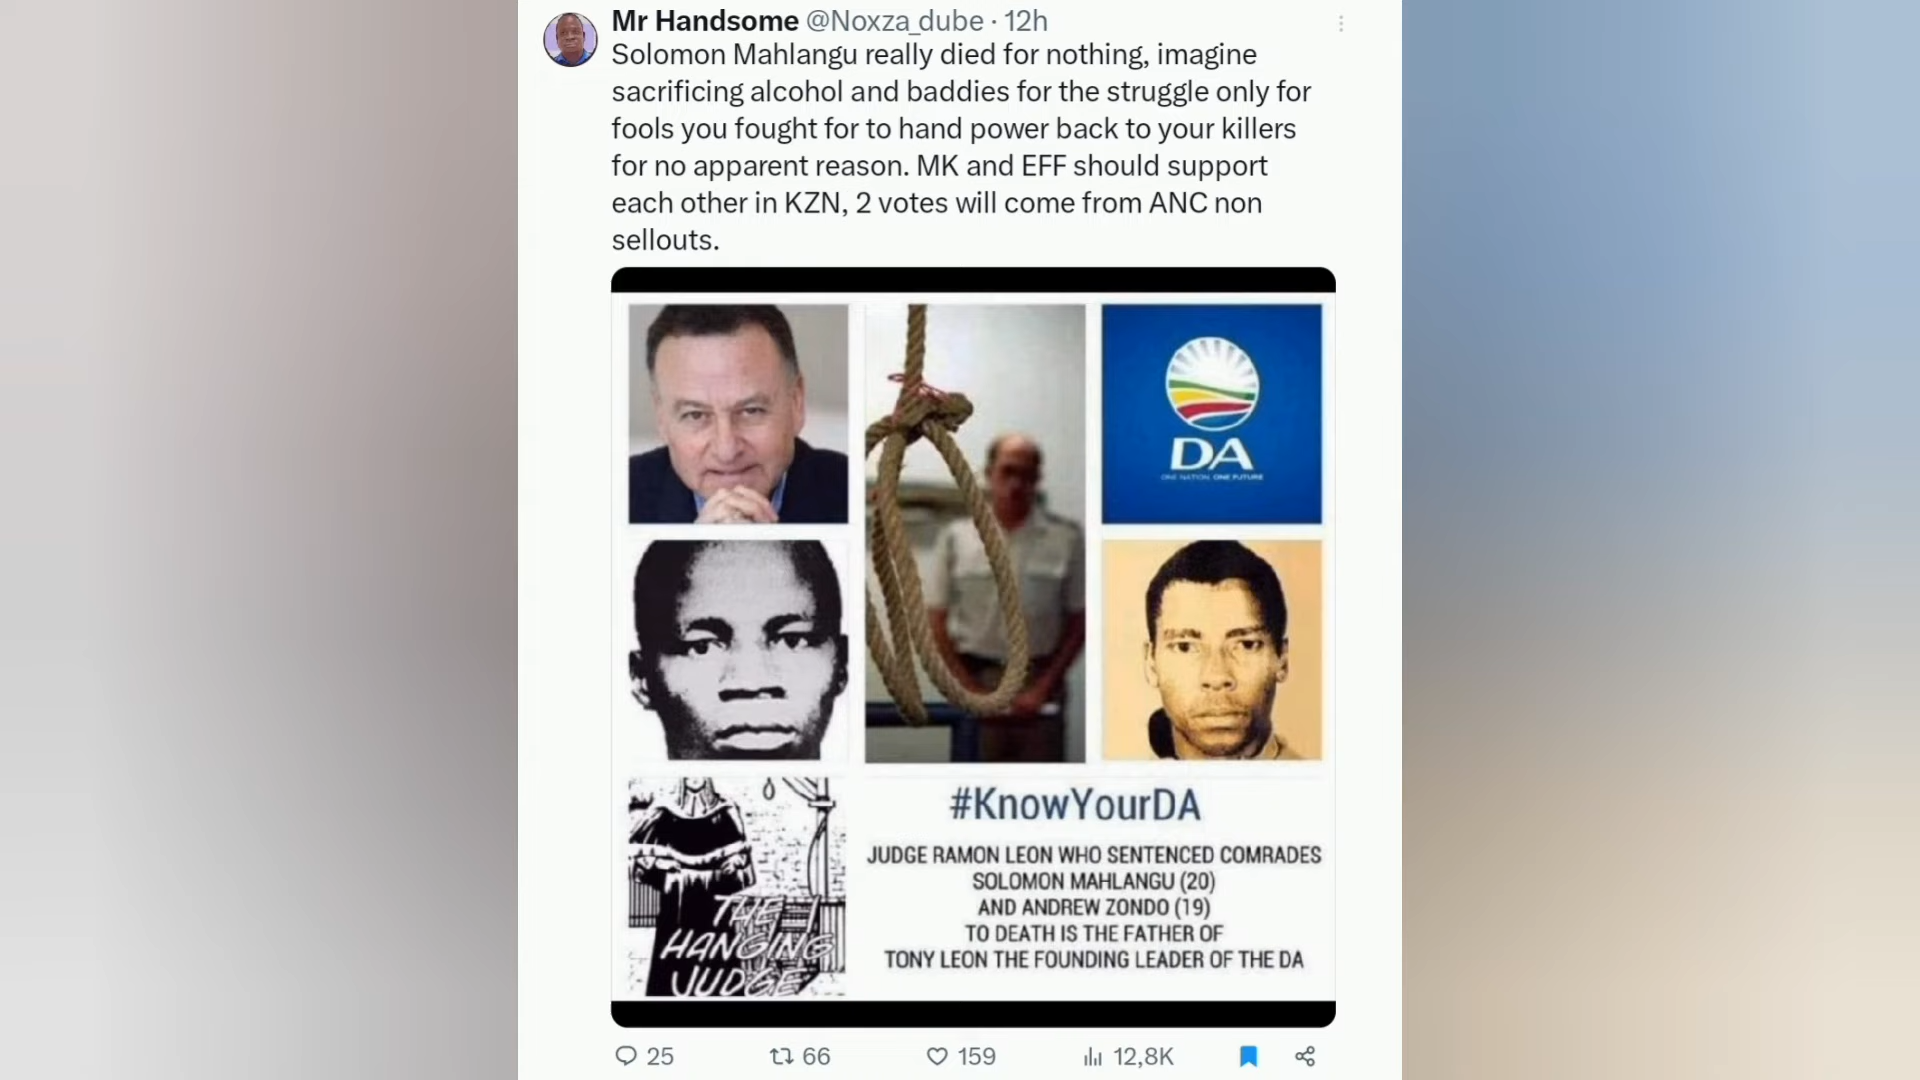 Mr Handsome @Noxza_dube · 12h
Solomon Mahlangu really died for nothing, imagine
sacrificing alcohol and baddies for the struggle only for
fools you fought for to hand power back to your killers
for no apparent reason. MK and EFF should support
each other in KZN, 2 votes will come from ANC non
sellouts.
DA
ONE NATION. ONE FUTURE
THE
HANGING
JUDGE
#KnowYourDA
JUDGE RAMON LEON WHO SENTENCED COMRADES
SOLOMON MAHLANGU (20)
AND ANDREW ZONDO (19)
TO DEATH IS THE FATHER OF
TONY LEON THE FOUNDING LEADER OF THE DA
25 66 159 12,8K